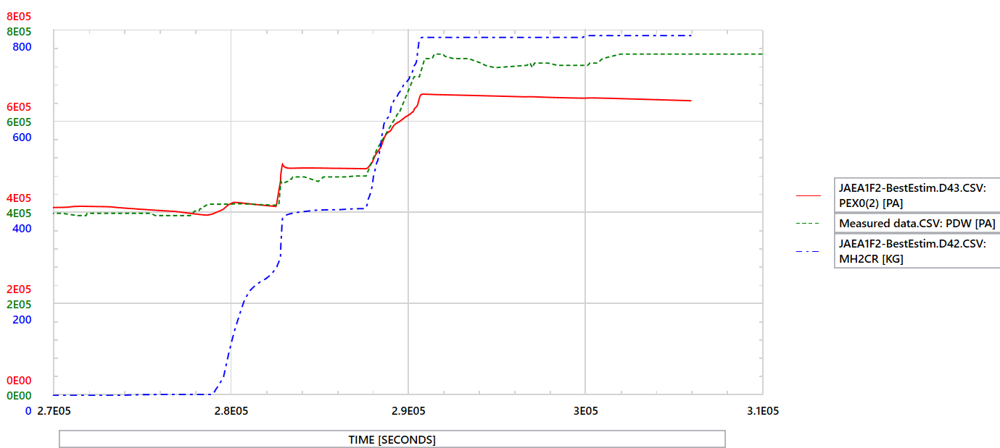 8E05
8E05
800
6E05
6E05
600
4E05
4E05
400
2E05
2E05
200
0E00
0E00
0 2.7E05 2.8E05 2.9E05 3E05 3.1E05
TIME [SECONDS]
JAEA1F2-BestEstim.D43.CSV:
PEX0(2) [PA]
Measured data.CSV: PDW [PA]
JAEA1F2-BestEstim.D42.CSV:
MH2CR [KG]